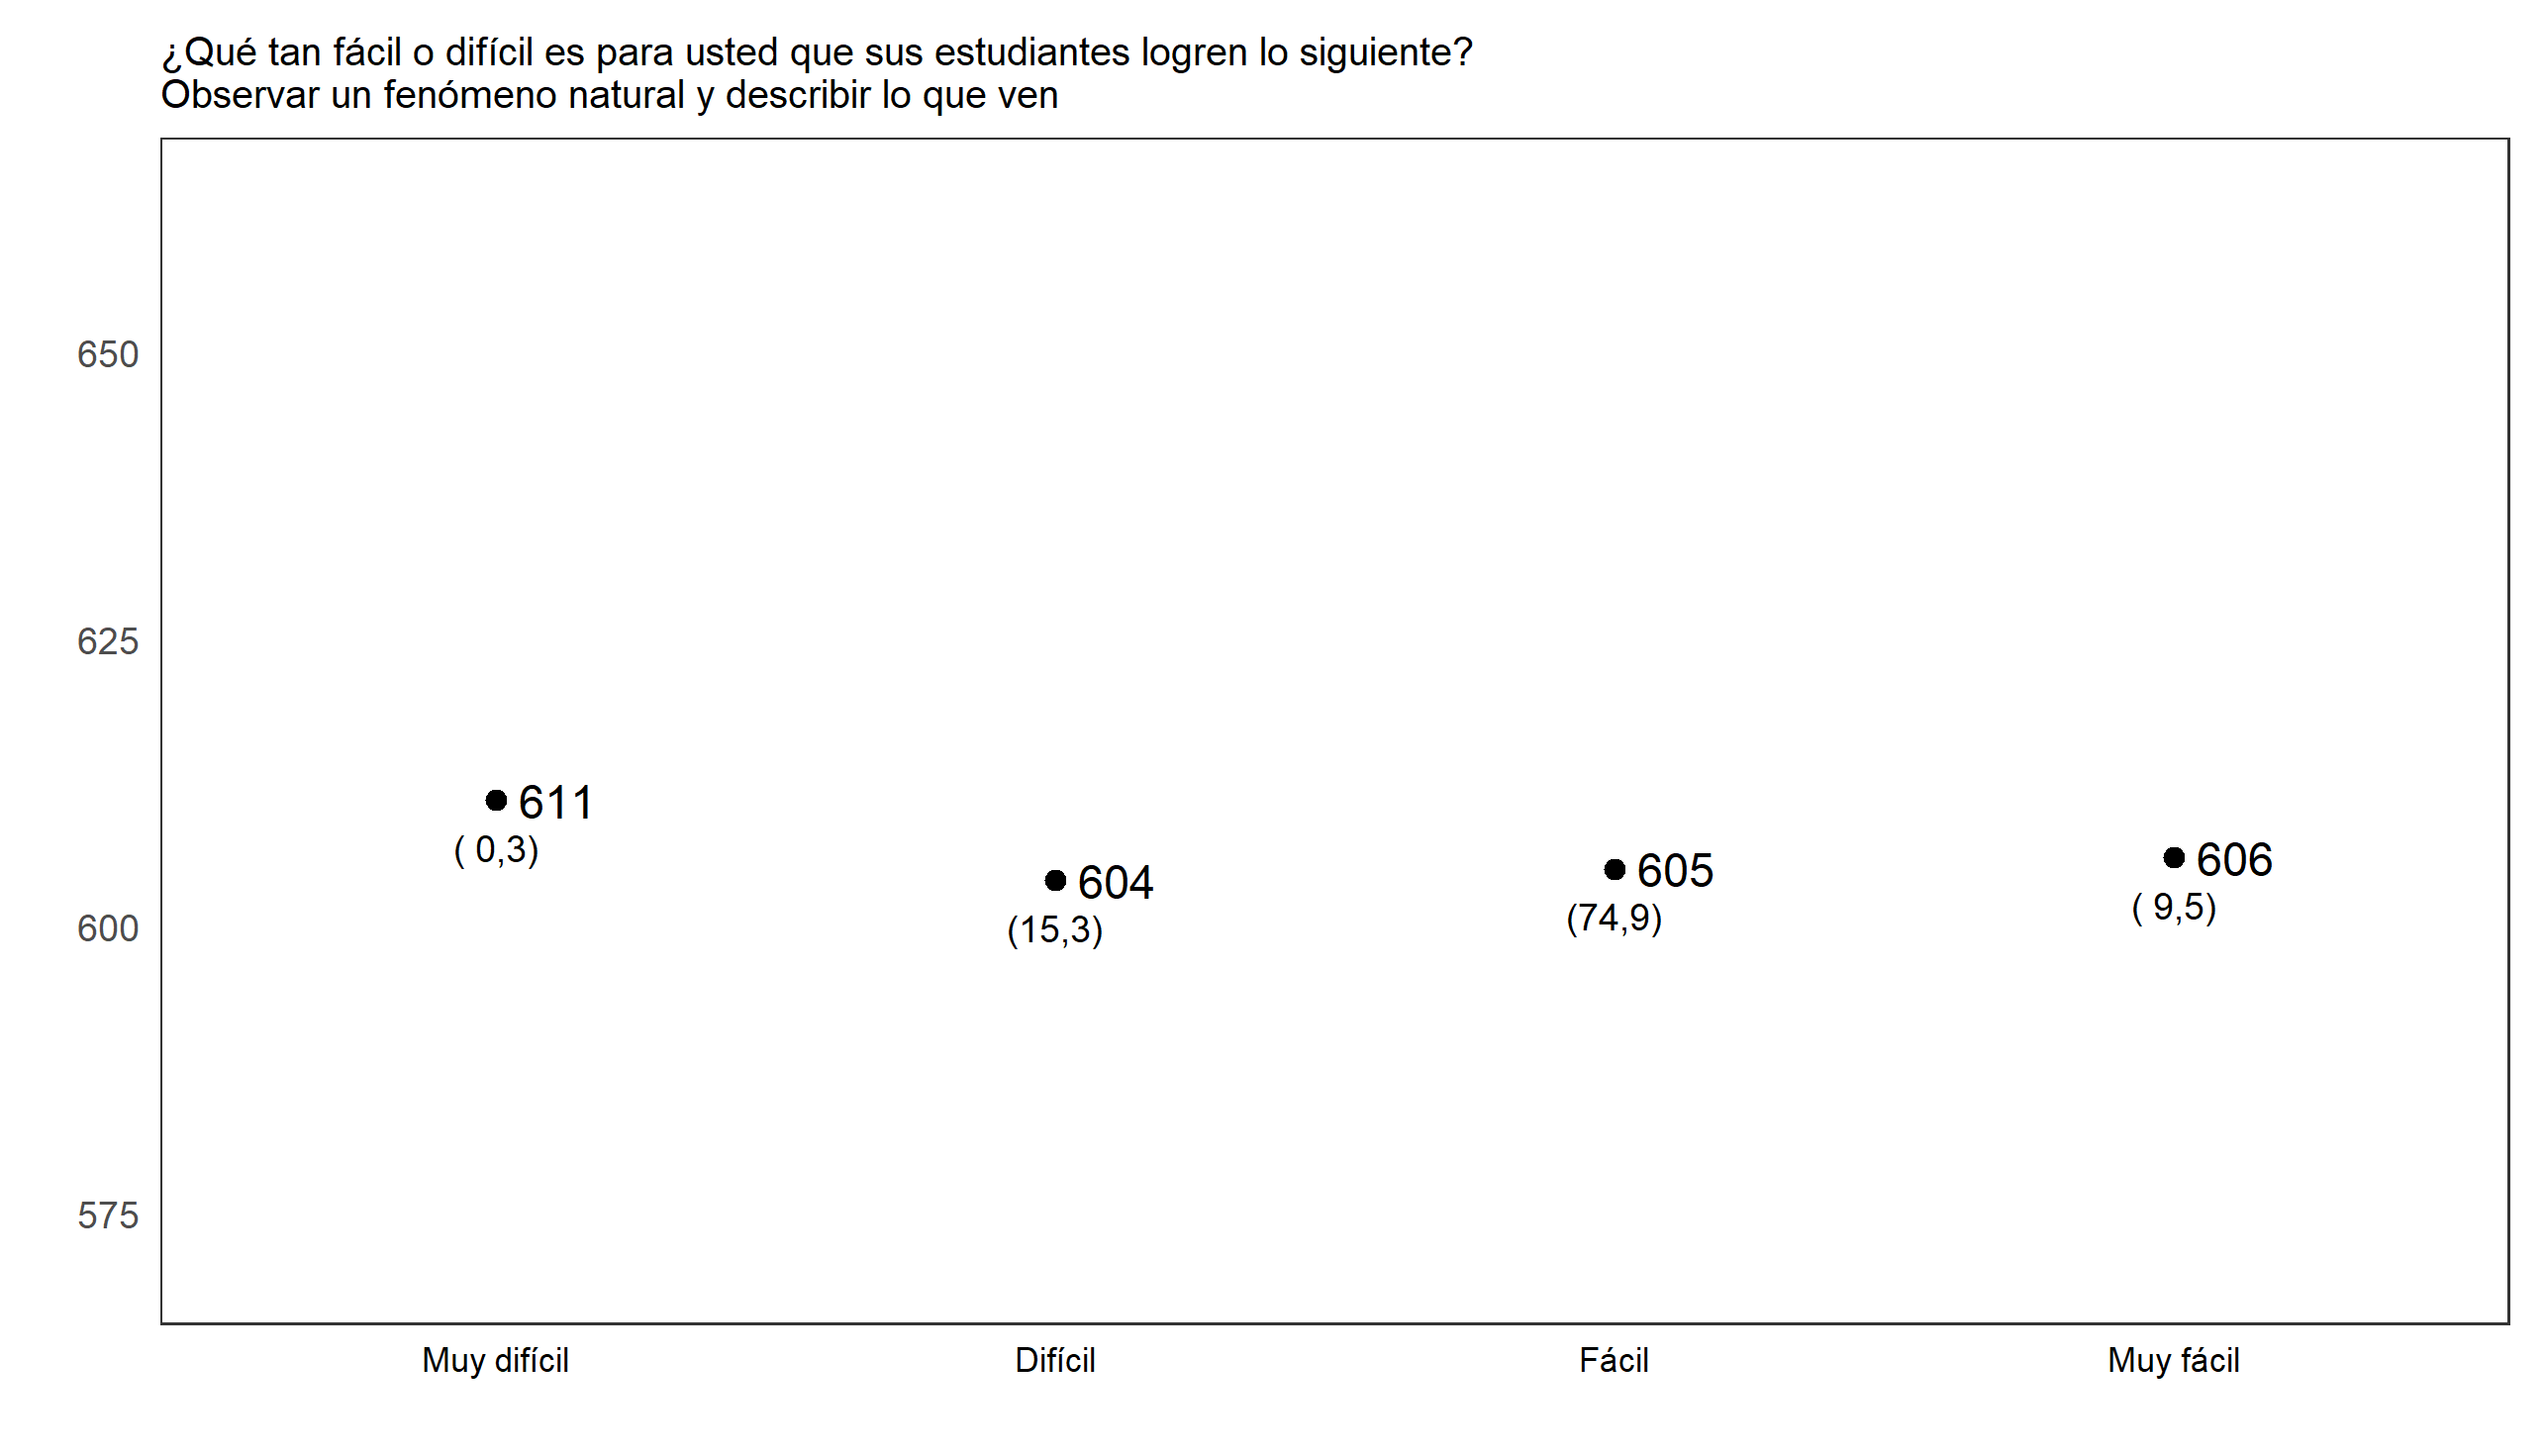 ¿Qué tan fácil o difícil es para usted que sus estudiantes logren lo siguiente?
Observar un fenómeno natural y describir lo que ven
650
625
600
575
611
( 0,3)
604
(15,3)
605
(74,9)
606
( 9,5)
Muy difícil
Difícil
Fácil
Muy fácil